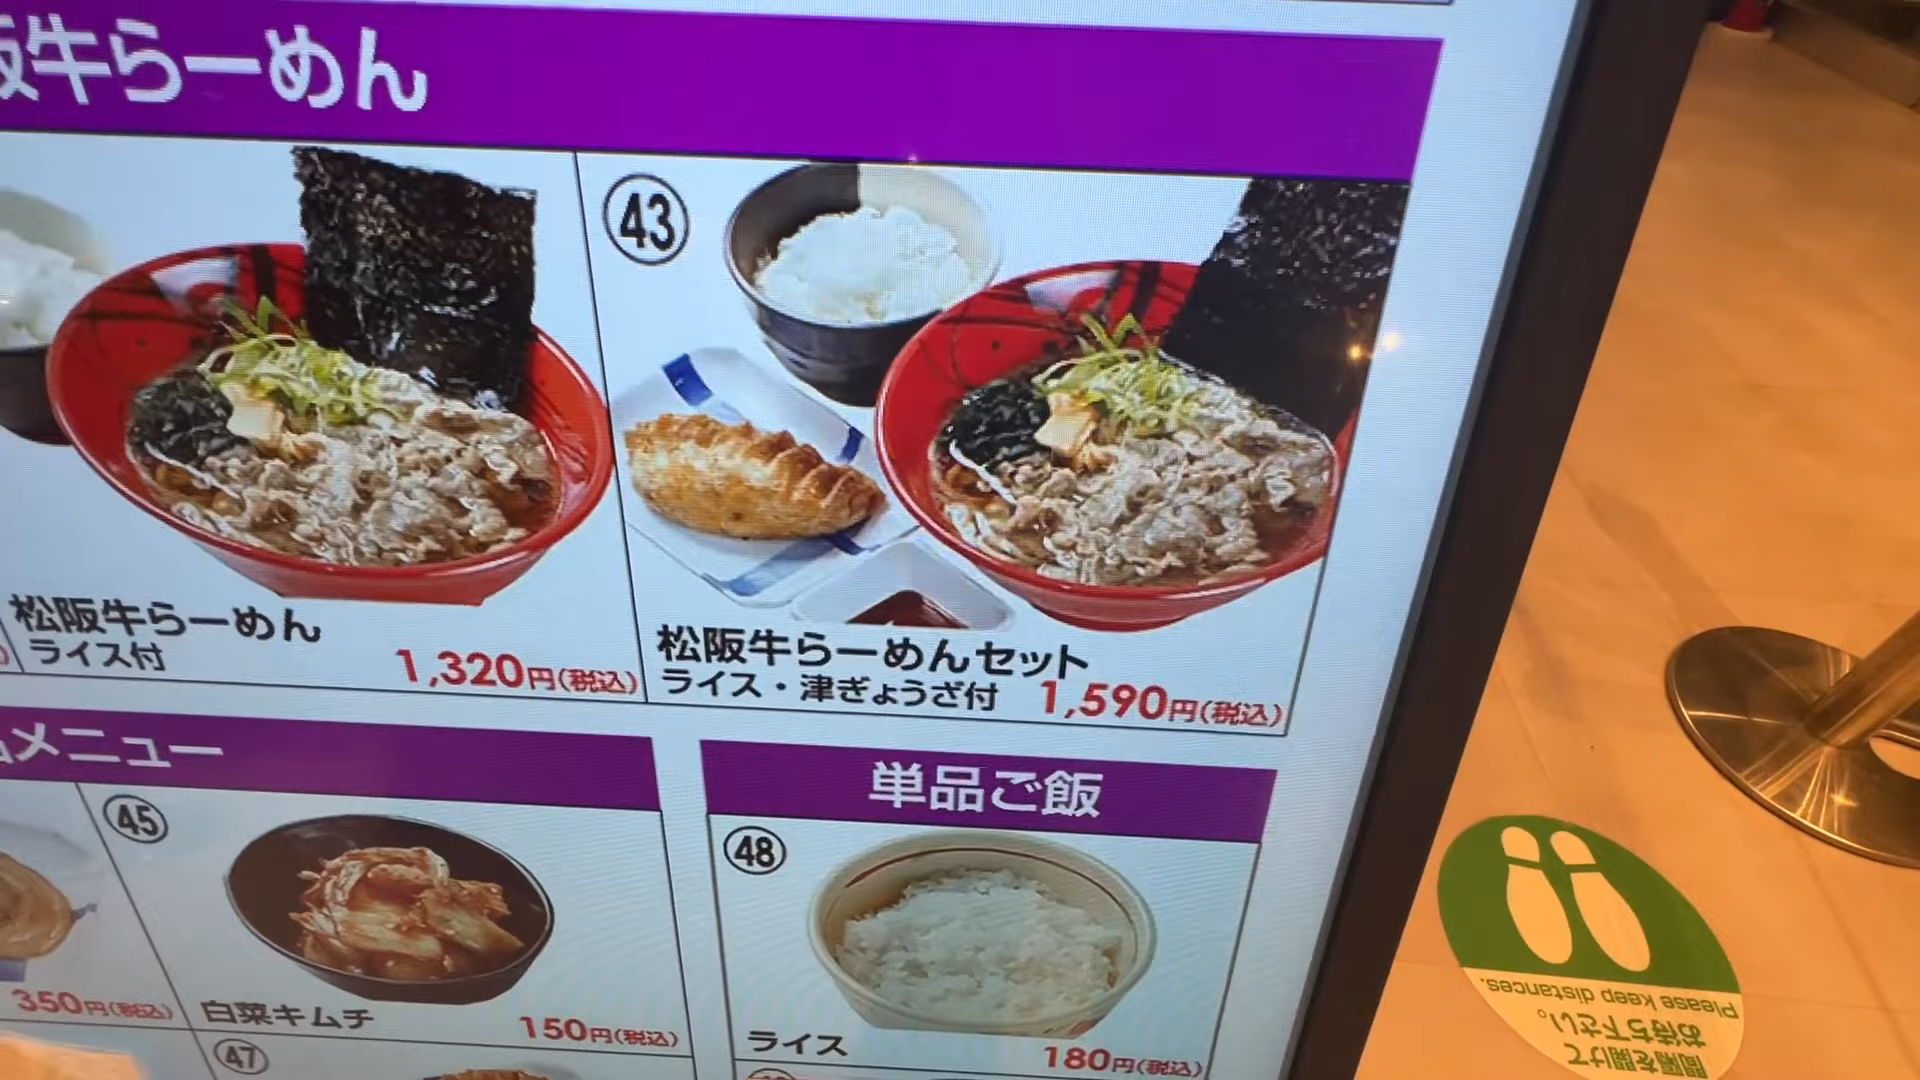 阪牛らーめん
43
松阪牛らーめん
ライス付
1,320円(税込)
松阪牛らーめんセット
ライス・津ぎょうざ付
1,590円(税込)
メニュー
単品ご飯
45
48
350円(税込)
白菜キムチ
150円(税込)
ライス
180円(税込)
47
Please keep distances.
間隔を開けて
お待ち下さい。